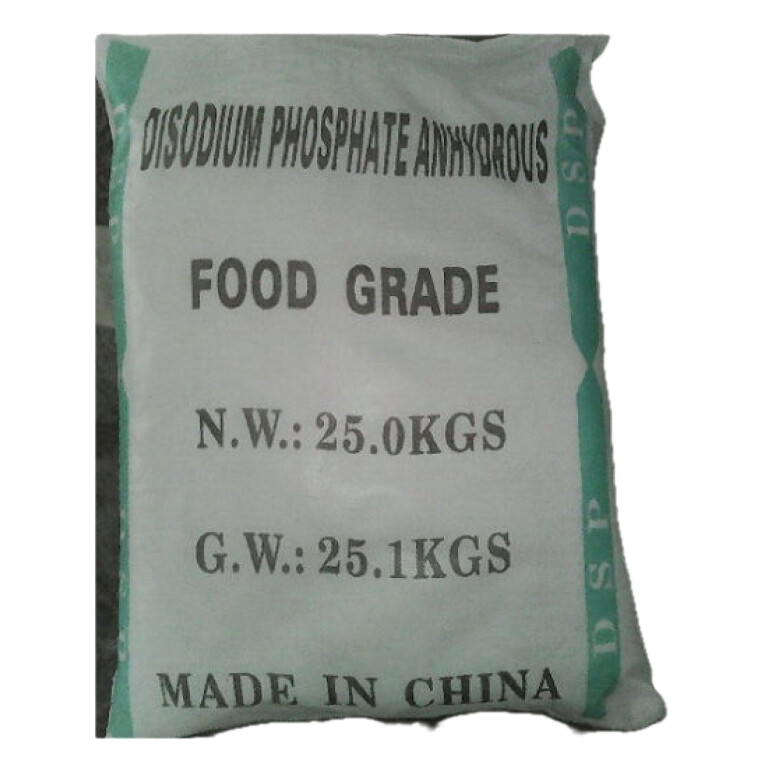 DISODIUM PHOSPHATE ANHYDROUS
FOOD GRADE
N.W.: 25.0KGS
G.W.: 25.1KGS
MADE IN CHINA
DSP
DSP